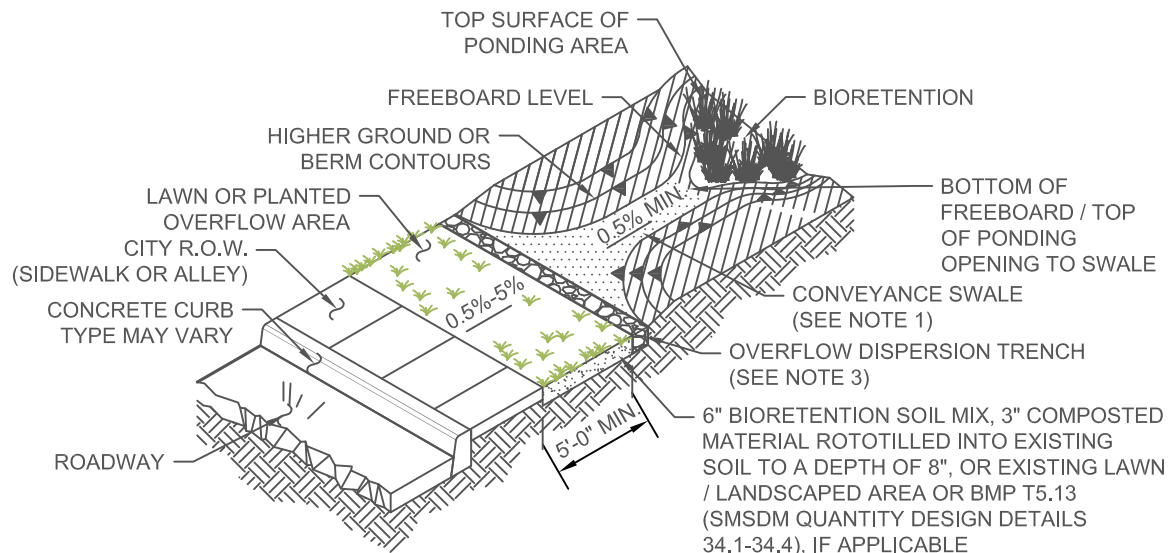 TOP SURFACE OF
PONDING AREA
FREEBOARD LEVEL
BIORETENTION
HIGHER GROUND OR
BERM CONTOURS
LAWN OR PLANTED
OVERFLOW AREA
CITY R.O.W.
(SIDEWALK OR ALLEY)
CONCRETE CURB
TYPE MAY VARY
ROADWAY
0.5% MIN.
0.5%-5%
5'-0" MIN.
BOTTOM OF
FREEBOARD / TOP
OF PONDING
OPENING TO SWALE
CONVEYANCE SWALE
(SEE NOTE 1)
OVERFLOW DISPERSION TRENCH
(SEE NOTE 3)
6" BIORETENTION SOIL MIX, 3" COMPOSTED
MATERIAL ROTOTILLED INTO EXISTING
SOIL TO A DEPTH OF 8", OR EXISTING LAWN
/ LANDSCAPED AREA OR BMP T5.13
(SMSDM QUANTITY DESIGN DETAILS
34.1-34.4), IF APPLICABLE